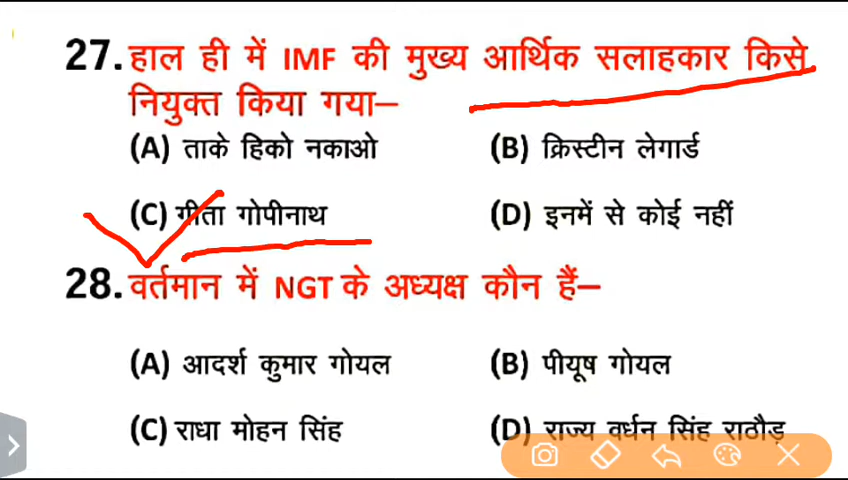 27. हाल ही में IMF की मुख्य आर्थिक सलाहकार किसे
नियुक्त किया गया–
(A) ताके हिको नकाओ (B) क्रिस्टीन लेगार्ड
(C) गीता गोपीनाथ (D) इनमें से कोई नहीं
28. वर्तमान में NGT के अध्यक्ष कौन हैं–
(A) आदर्श कुमार गोयल (B) पीयूष गोयल
(C) राधा मोहन सिंह (D) राज्य वर्धन सिंह राठौड़